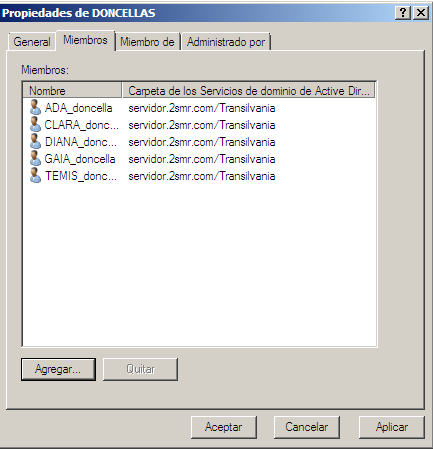 Propiedades de DONCELLAS
General Miembros Miembro de Administrado por
Miembros:
Nombre Carpeta de los Servicios de dominio de Active Dir...
ADA_doncella servidor.2smr.com/Transilvania
CLARA_donc... servidor.2smr.com/Transilvania
DIANA_donc... servidor.2smr.com/Transilvania
GAIA_doncella servidor.2smr.com/Transilvania
TEMIS_donc... servidor.2smr.com/Transilvania
Agregar... Quitar
Aceptar Cancelar Aplicar